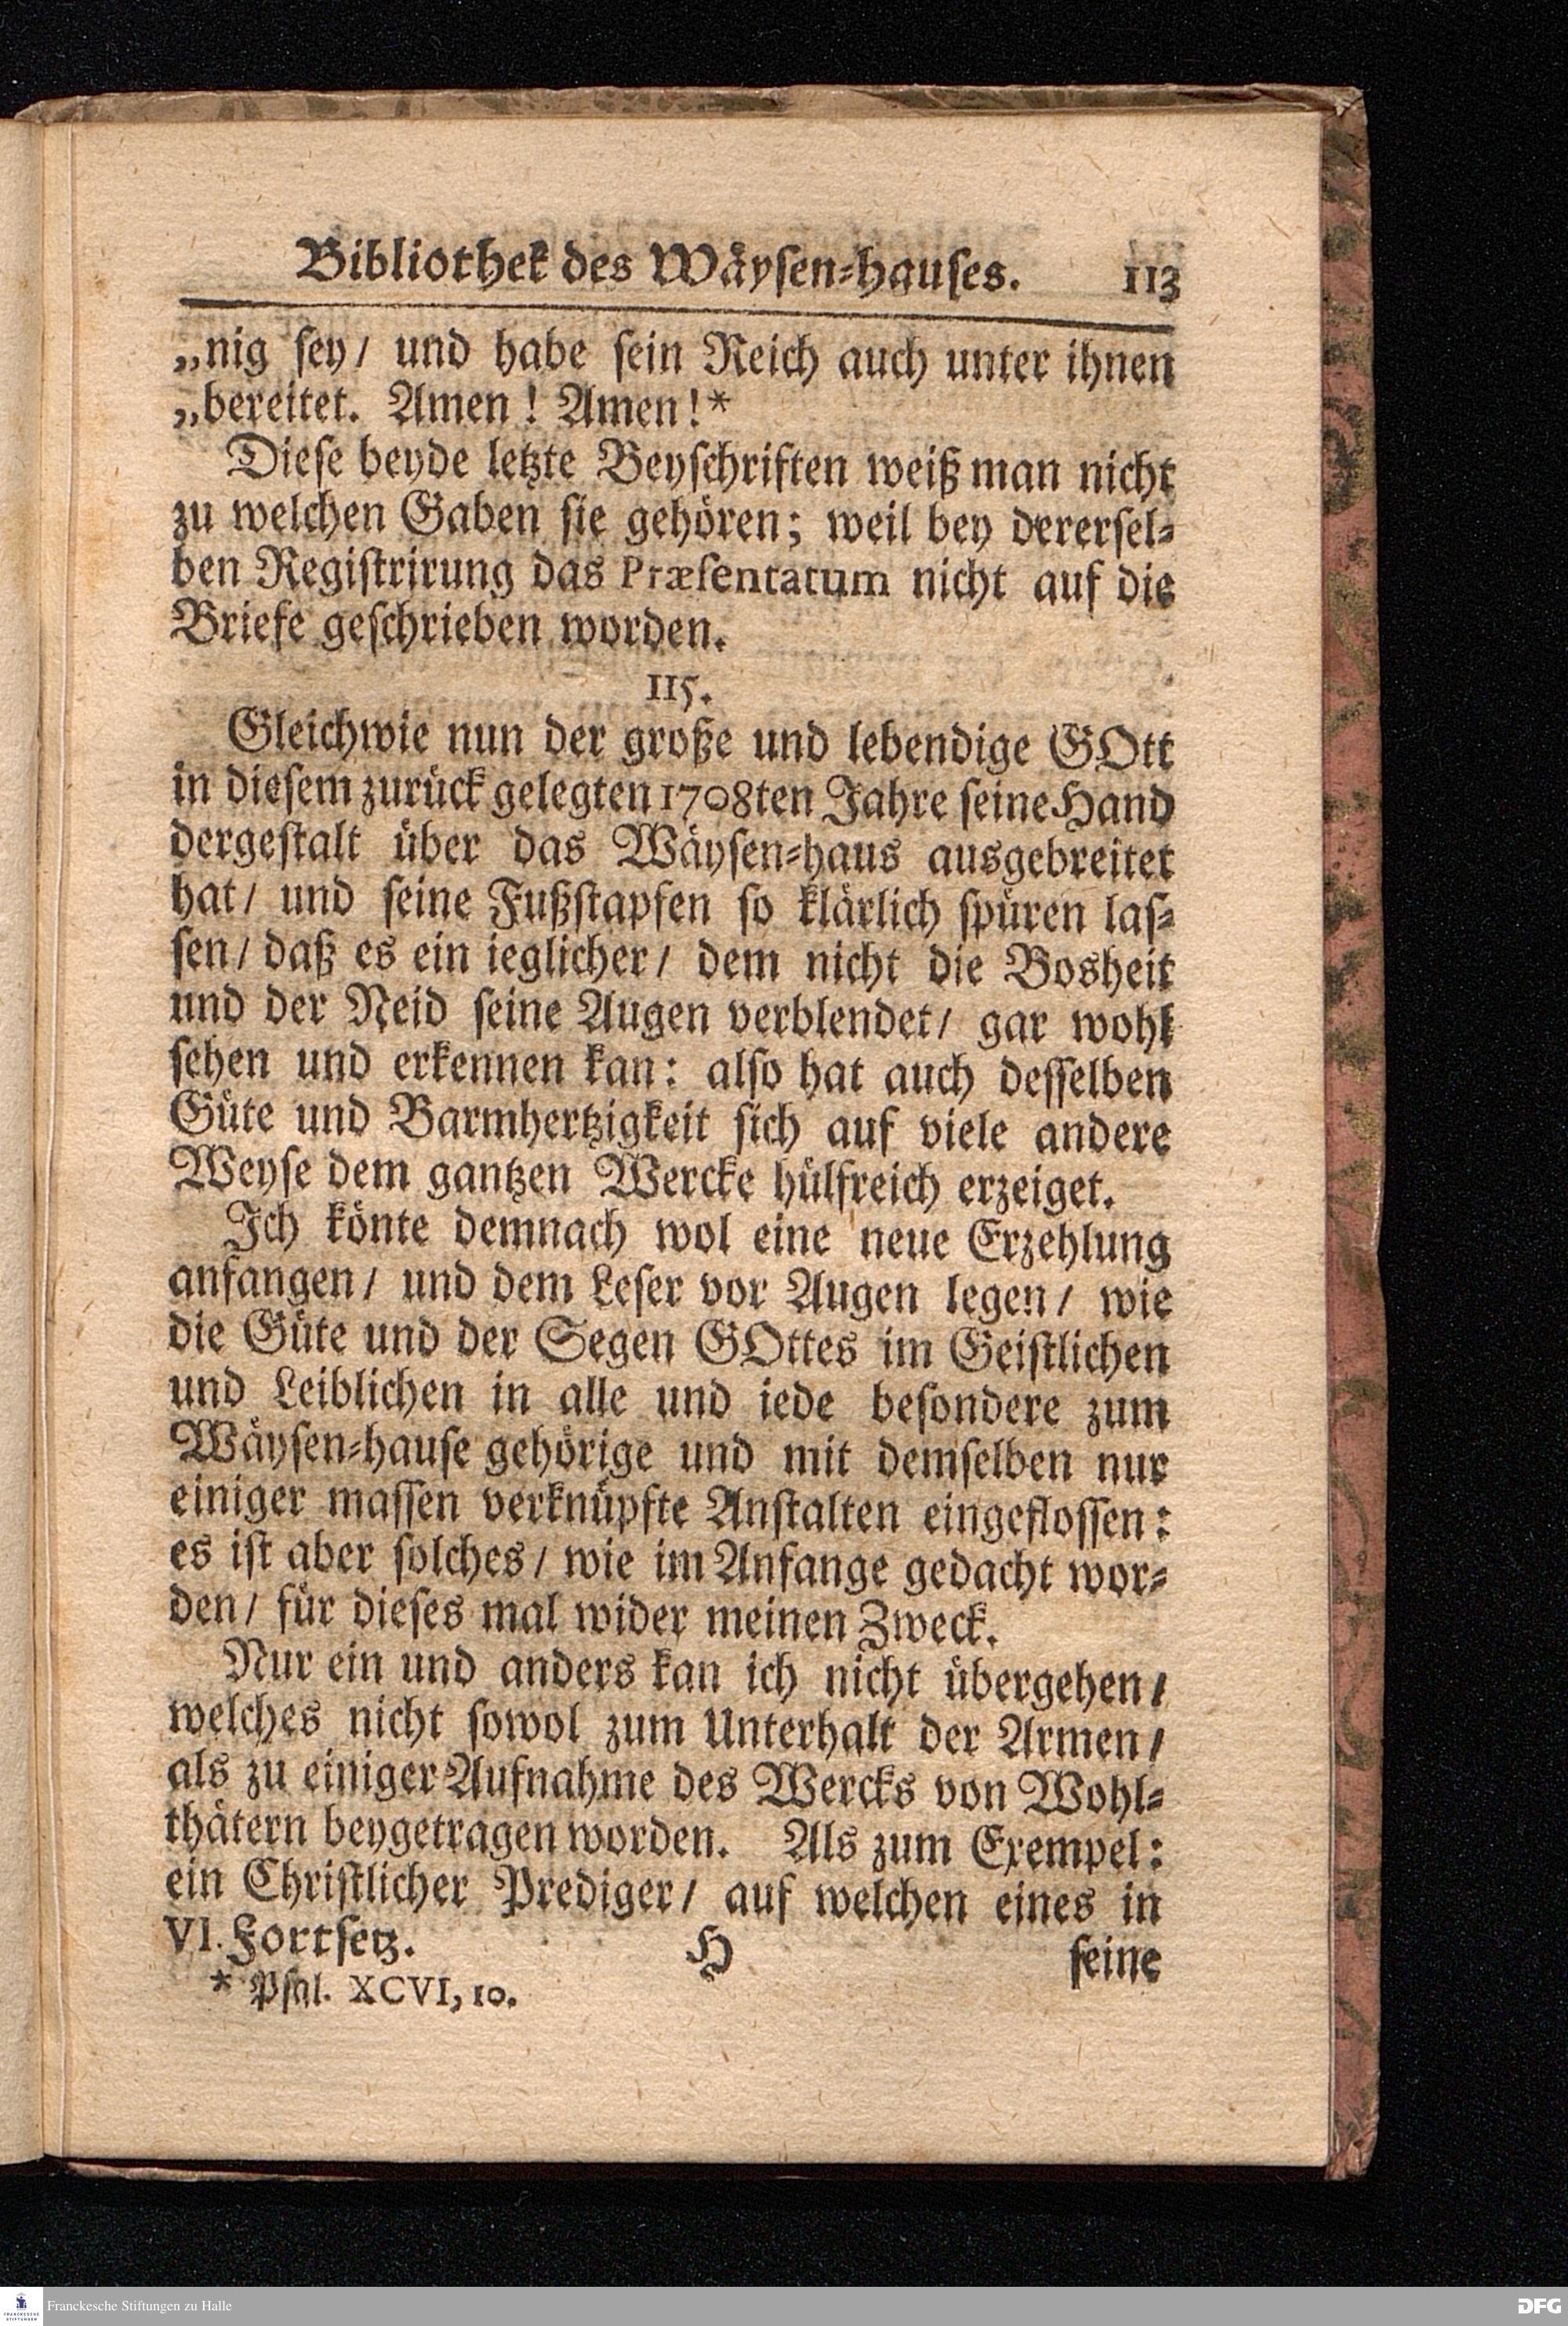 Bibliothek des Wäysen-hauses. 113
„nig sey/ und habe sein Reich auch unter ihnen
„bereitet. Amen! Amen!*
Diese beyde letzte Beyschriften weiß man nicht
zu welchen Gaben sie gehören; weil bey derersel-
ben Registrirung das Præsentatum nicht auf die
Briefe geschrieben worden.
115.
Gleichwie nun der große und lebendige GOtt
in diesem zurück gelegten 1708ten Jahre seine Hand
dergestalt über das Wäysen-haus ausgebreitet
hat/ und seine Fußstapfen so klärlich spüren las-
sen/ daß es ein ieglicher/ dem nicht die Bosheit
und der Neid seine Augen verblendet/ gar wohl
sehen und erkennen kan: also hat auch desselben
Güte und Barmhertzigkeit sich auf viele andere
Weyse dem gantzen Wercke hülfreich erzeiget.
Ich könte demnach wol eine neue Erzehlung
anfangen/ und dem Leser vor Augen legen/ wie
die Güte und der Segen GOttes im Geistlichen
und Leiblichen in alle und iede besondere zum
Wäysen-hause gehörige und mit demselben nur
einiger massen verknüpfte Anstalten eingeflossen:
es ist aber solches/ wie im Anfange gedacht wor-
den/ für dieses mal wider meinen Zweck.
Nur ein und anders kan ich nicht übergehen/
welches nicht sowol zum Unterhalt der Armen/
als zu einiger Aufnahme des Wercks von Wohl-
thätern beygetragen worden. Als zum Exempel:
ein Christlicher Prediger/ auf welchen eines in
VI. Fortsetz. H seine
* Psal. XCVI, 10.
FRANCKESCHE STIFTUNGEN
Franckesche Stiftungen zu Halle
DFG